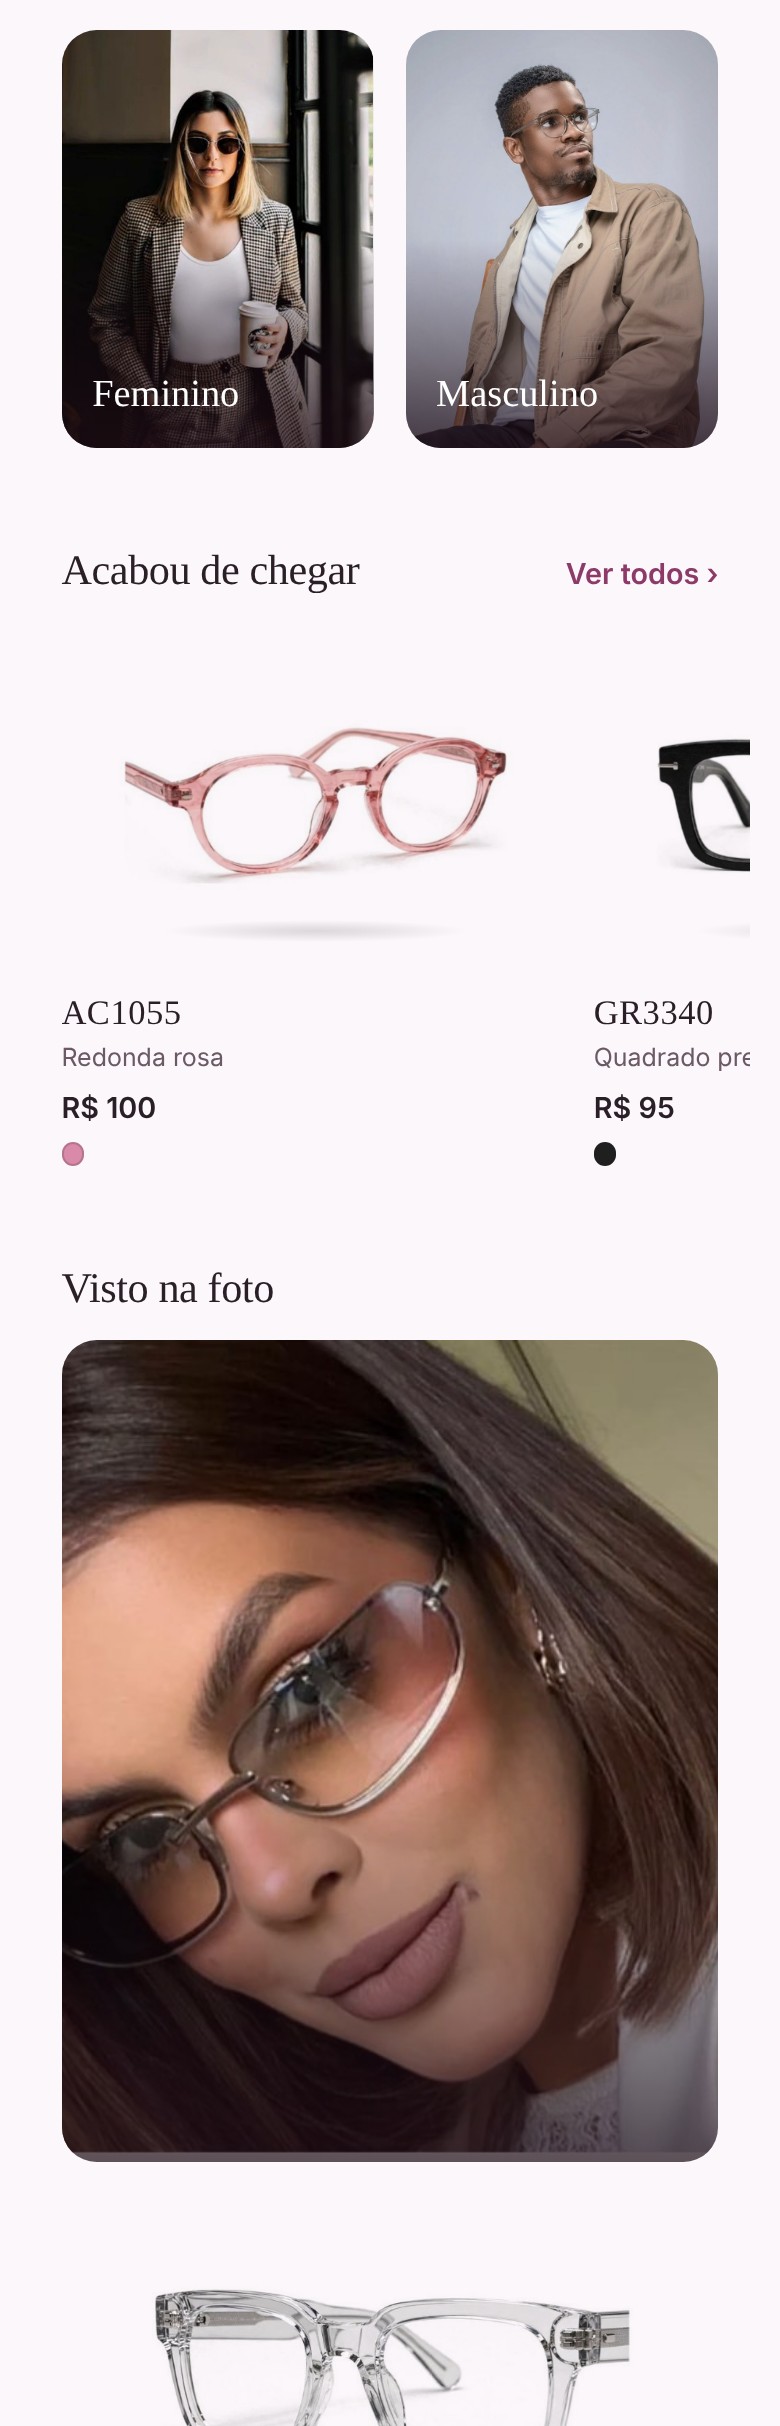 Feminino
Masculino
Acabou de chegar
Ver todos ›
AC1055
Redonda rosa
R$ 100
GR3340
Quadrado pre
R$ 95
Visto na foto